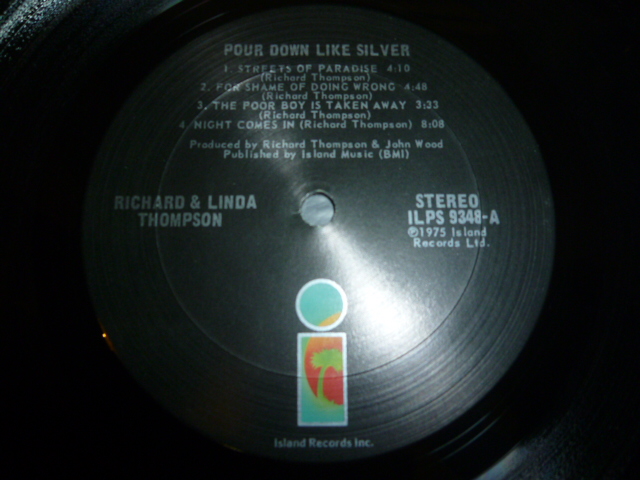 POUR DOWN LIKE SILVER
1. STREETS OF PARADISE 4:10
(Richard Thompson)
2. FOR SHAME OF DOING WRONG 4:48
(Richard Thompson)
3. THE POOR BOY IS TAKEN AWAY 3:33
(Richard Thompson)
4. NIGHT COMES IN (Richard Thompson) 8:08
Produced by Richard Thompson & John Wood
Published by Island Music (BMI)
RICHARD & LINDA
THOMPSON
STEREO
ILPS 9348-A
℗1975 Island
Records Ltd.
Island Records Inc.